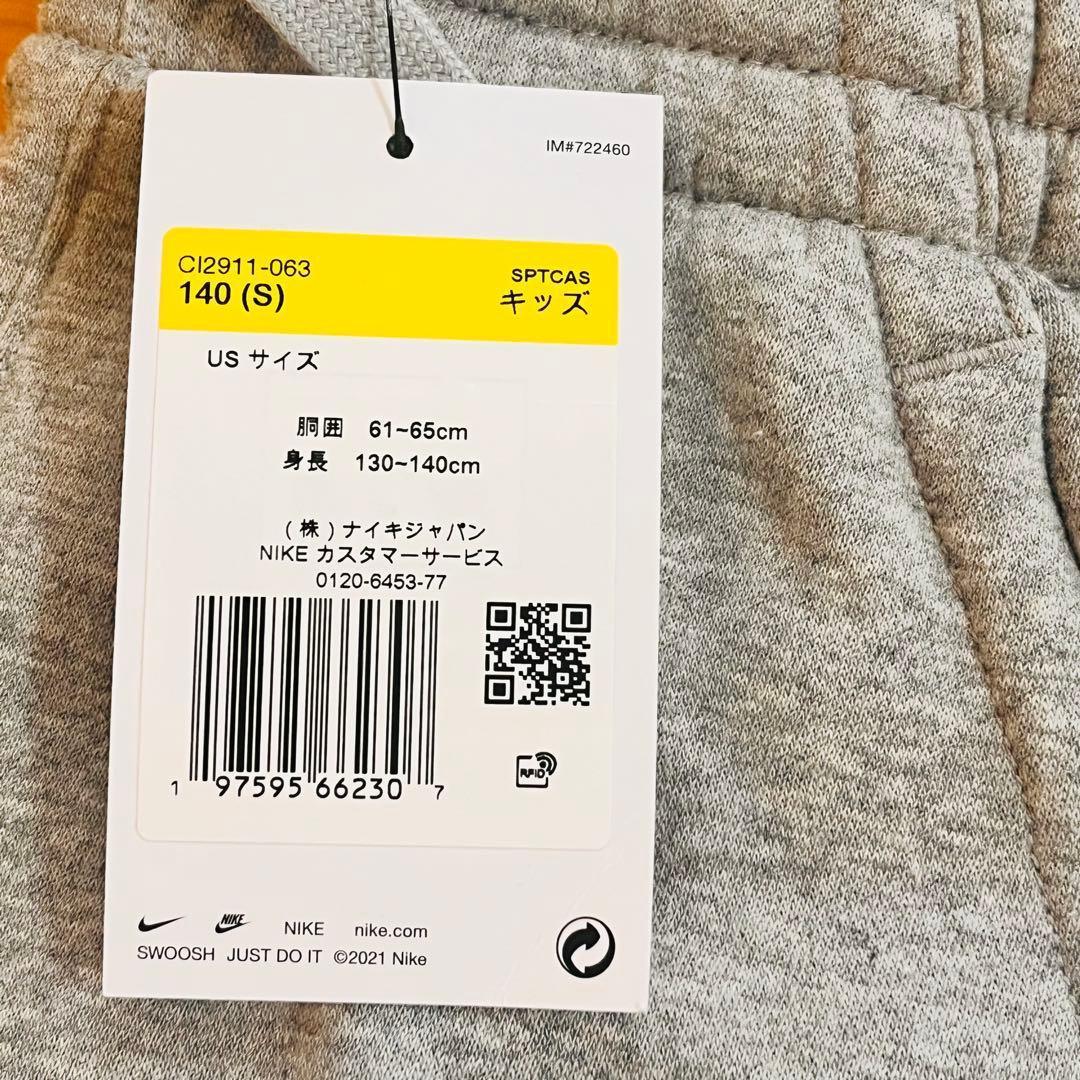 IM#722460
CI2911-063
140 (S)
SPTCAS
キッズ
US サイズ
胴囲 61~65cm
身長 130~140cm
(株)ナイキジャパン
NIKE カスタマーサービス
0120-6453-77
1 97595 66230 7
RFID
NIKE
NIKE nike.com
SWOOSH JUST DO IT ©2021 Nike